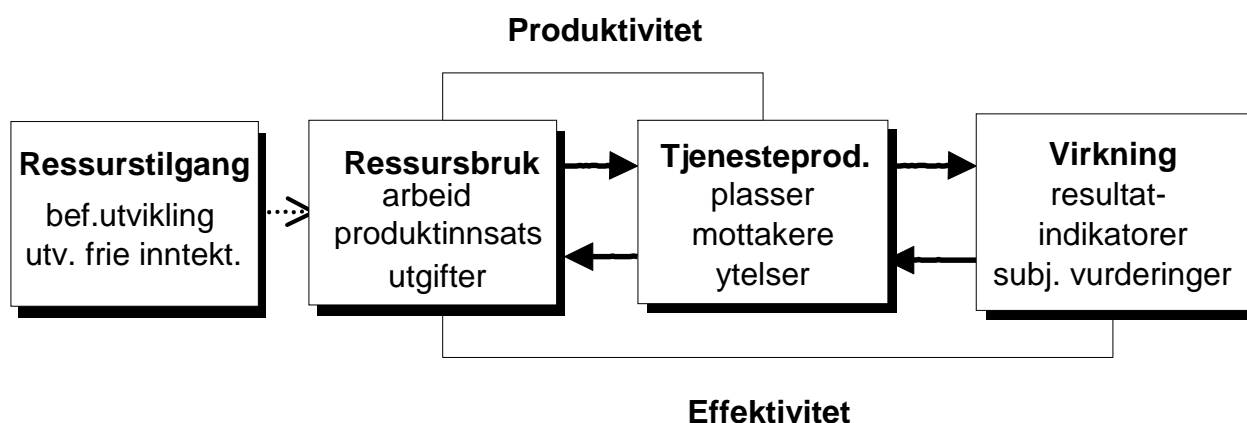 Produktivitet
Ressurstilgang
bef.utvikling
utv. frie inntekt.
Ressursbruk
arbeid
produktinnsats
utgifter
Tjenesteprod.
plasser
mottakere
ytelser
Virkning
resultat-
indikatorer
subj. vurderinger
Effektivitet